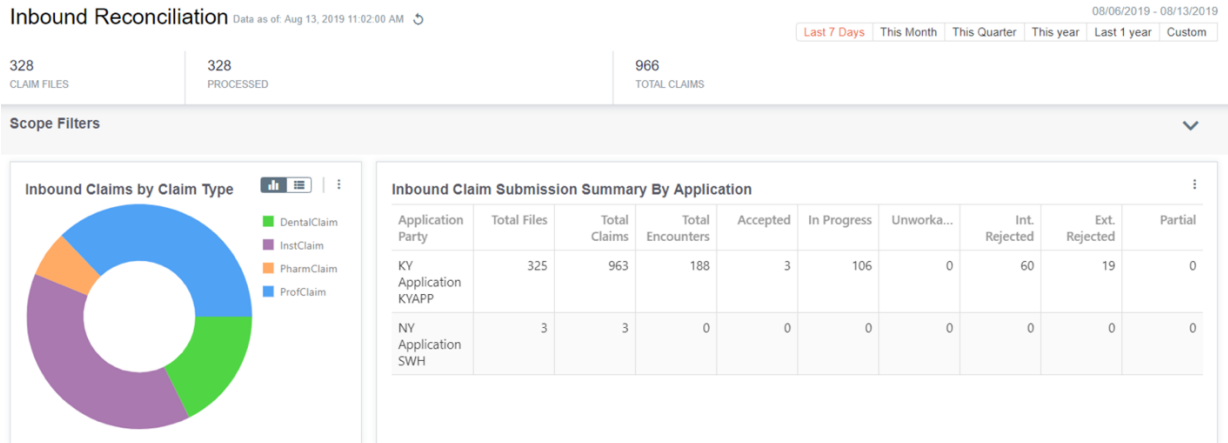 Inbound Reconciliation Data as of: Aug 13, 2019 11:02:00 AM
08/06/2019 - 08/13/2019
Last 7 Days This Month This Quarter This year Last 1 year Custom
328 328 966
CLAIM FILES PROCESSED TOTAL CLAIMS
Scope Filters
Inbound Claims by Claim Type
DentalClaim
InstClaim
PharmClaim
ProfClaim
Inbound Claim Submission Summary By Application
Application Total Files Total Total Accepted In Progress Unworka... Int. Ext. Partial
Party Claims Encounters Rejected Rejected
KY 325 963 188 3 106 0 60 19 0
Application
KYAPP
NY 3 3 0 0 0 0 0 0 0
Application
SWH